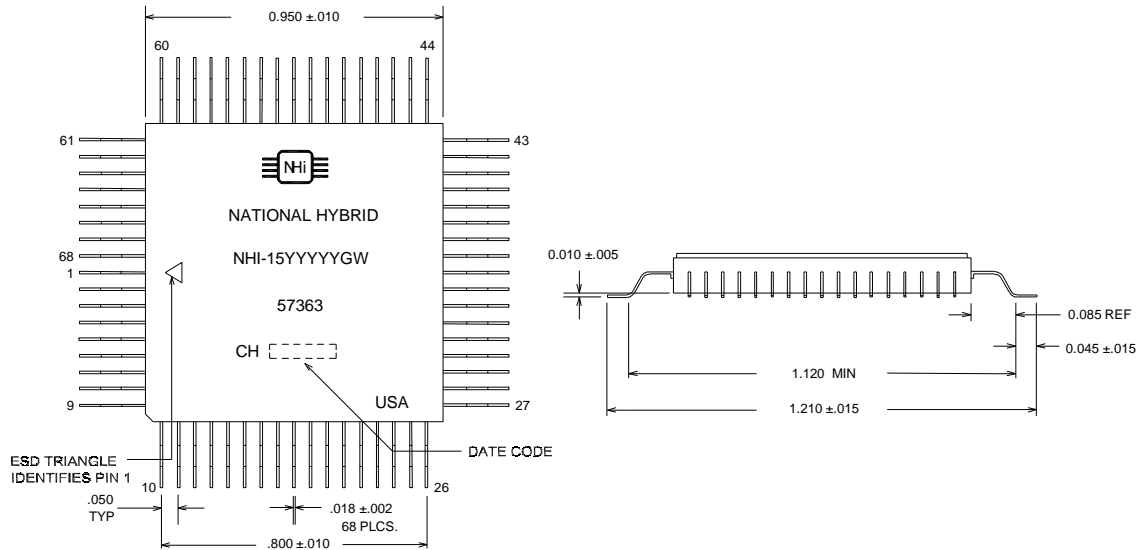 0.950 ±.010
60
44
61
43
NHi
NATIONAL HYBRID
68
NHI-15YYYYYGW
1
57363
CH
9
USA
27
ESD TRIANGLE
IDENTIFIES PIN 1
DATE CODE
10
26
.050
TYP
.018 ±.002
68 PLCS.
.800 ±.010
0.010 ±.005
0.085 REF
0.045 ±.015
1.120 MIN
1.210 ±.015